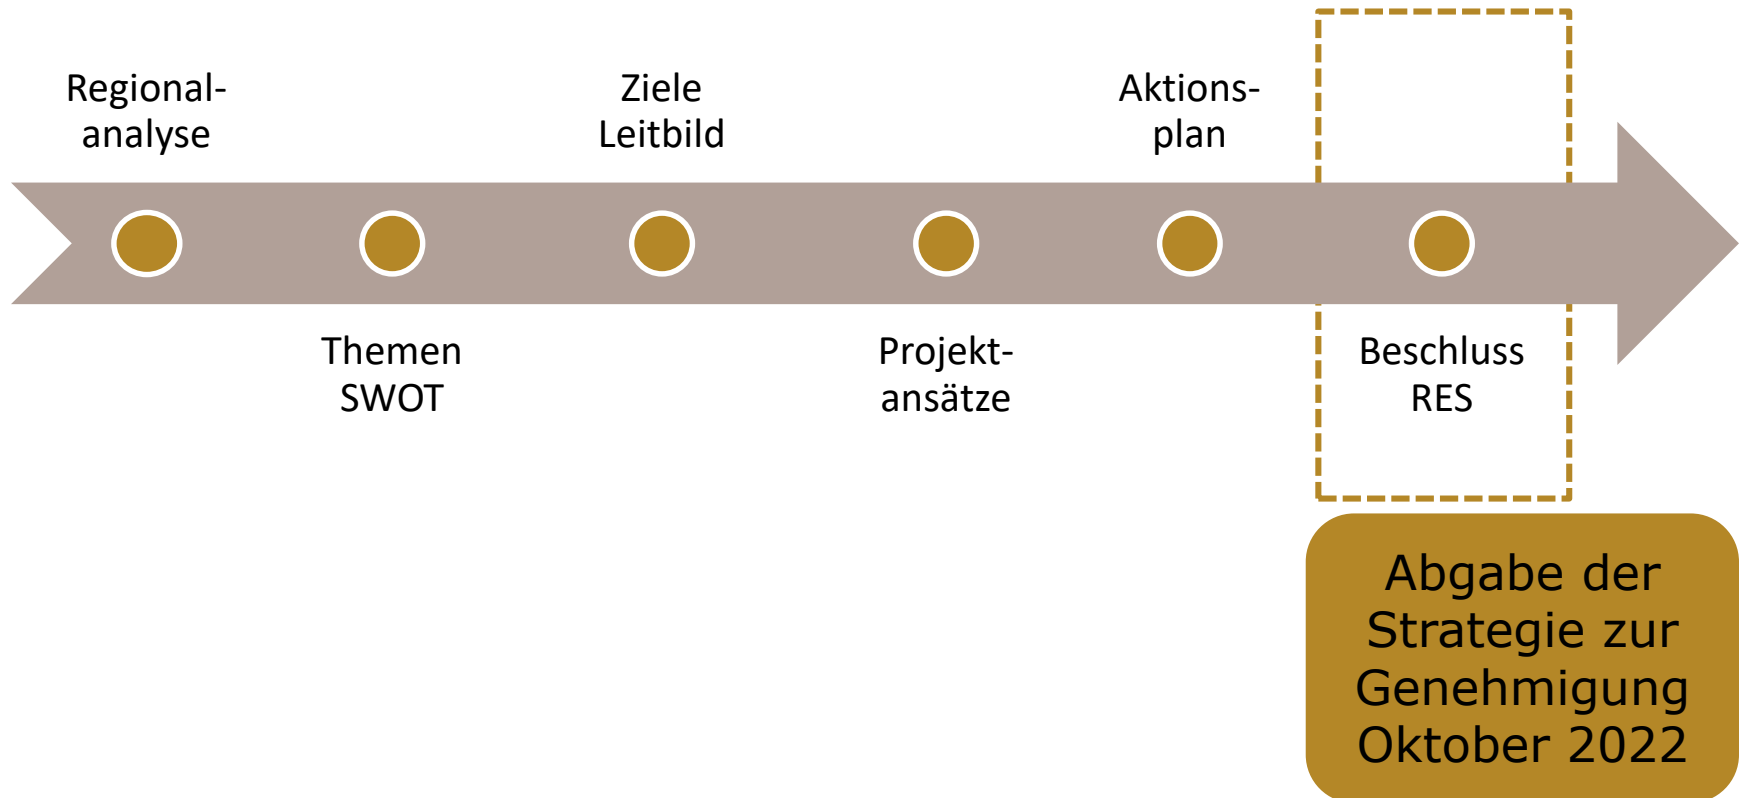 Regional-
analyse
Themen
SWOT
Ziele
Leitbild
Projekt-
ansätze
Aktions-
plan
Beschluss
RES
Abgabe der
Strategie zur
Genehmigung
Oktober 2022